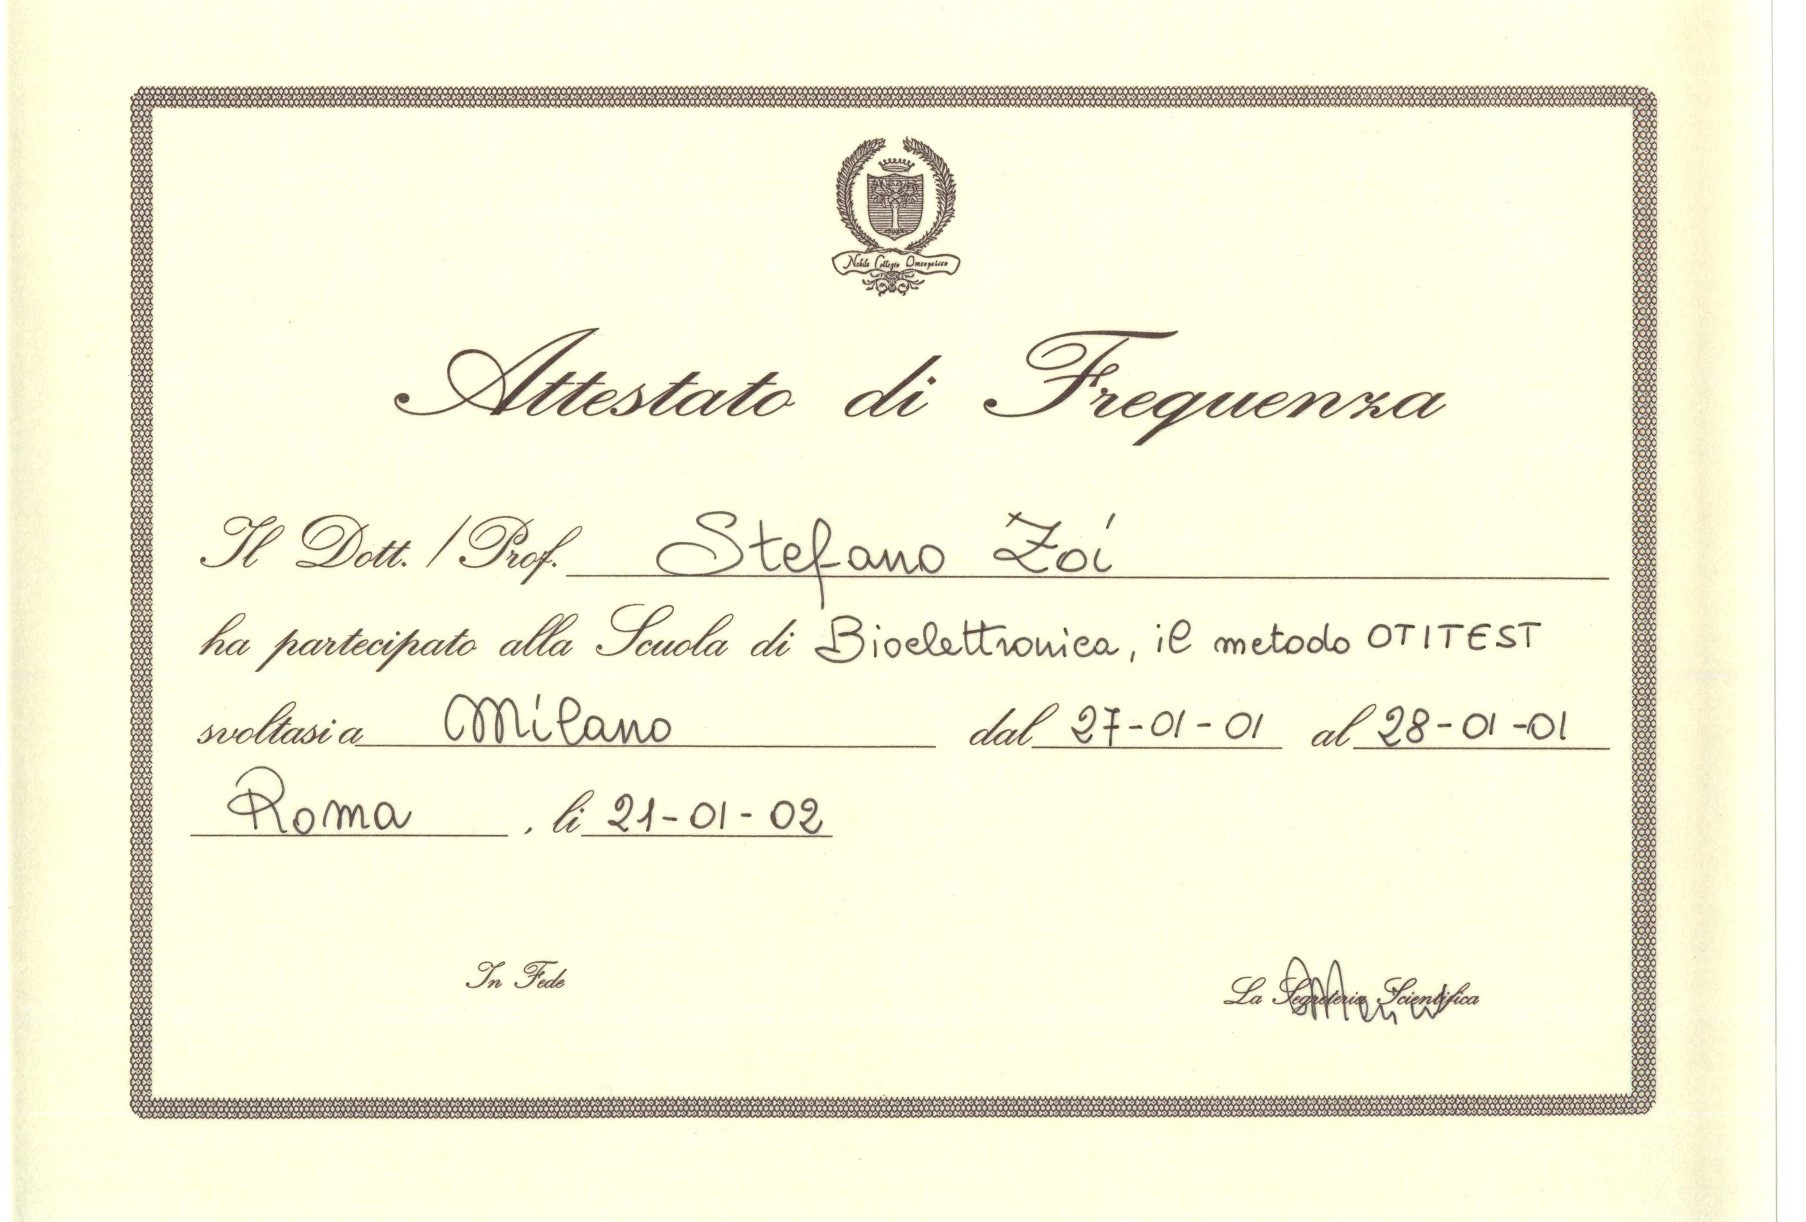 Nobile Collegio Omeopatico
Attestato di Frequenza
Il Dott. / Prof. Stefano Zoi
ha partecipato alla Scuola di Bioelettronica, il metodo OTITEST
svoltasi a Milano dal 27-01-01 al 28-01-01
Roma , li 21-01-02
In Fede
La Segreteria Scientifica